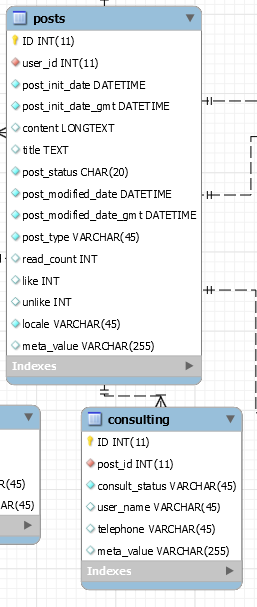 posts
ID INT(11)
user_id INT(11)
post_init_date DATETIME
post_init_date_gmt DATETIME
content LONGTEXT
title TEXT
post_status CHAR(20)
post_modified_date DATETIME
post_modified_date_gmt DATETIME
post_type VARCHAR(45)
read_count INT
like INT
unlike INT
locale VARCHAR(45)
meta_value VARCHAR(255)
Indexes
consulting
ID INT(11)
post_id INT(11)
consult_status VARCHAR(45)
user_name VARCHAR(45)
telephone VARCHAR(45)
meta_value VARCHAR(255)
Indexes
R(45)
AR(45)